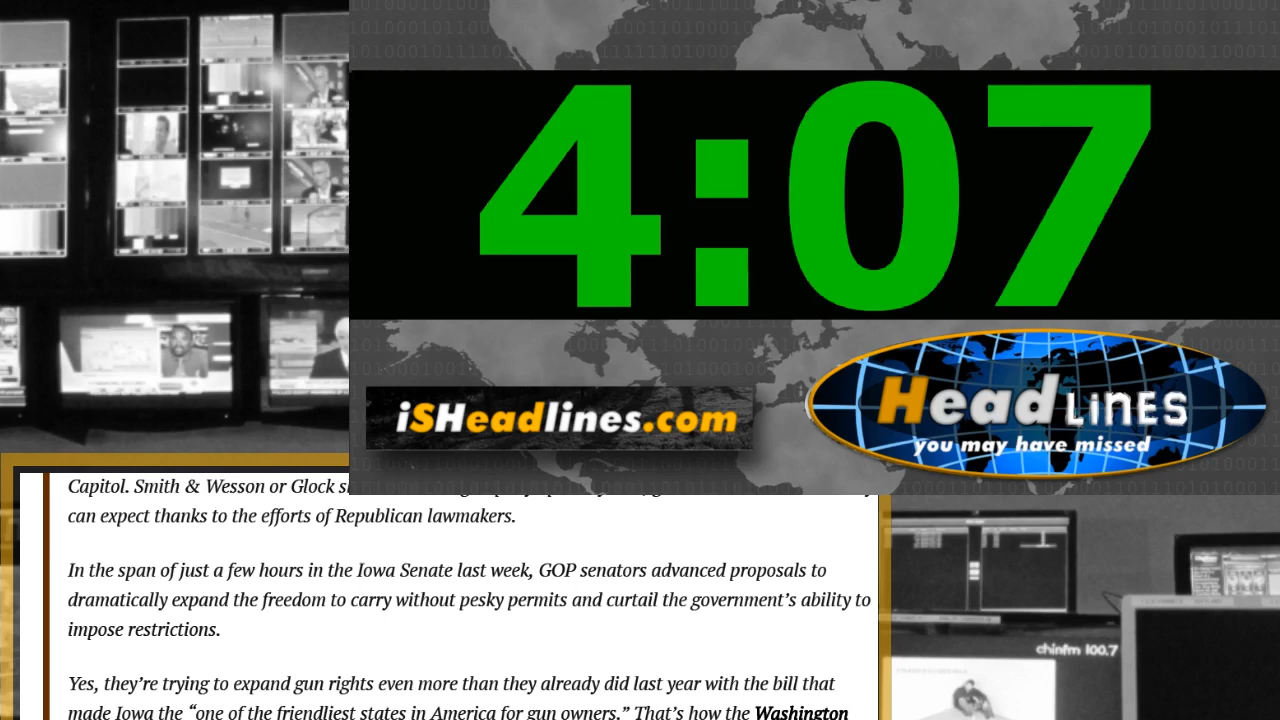 4:07
iSHeadlines.com
HeadLINES
you may have missed
Capitol. Smith & Wesson or Glock
can expect thanks to the efforts of Republican lawmakers.
In the span of just a few hours in the Iowa Senate last week, GOP senators advanced proposals to
dramatically expand the freedom to carry without pesky permits and curtail the government’s ability to
impose restrictions.
Yes, they’re trying to expand gun rights even more than they already did last year with the bill that
made Iowa the “one of the friendliest states in America for gun owners.” That’s how the Washington
chinfm 100.7